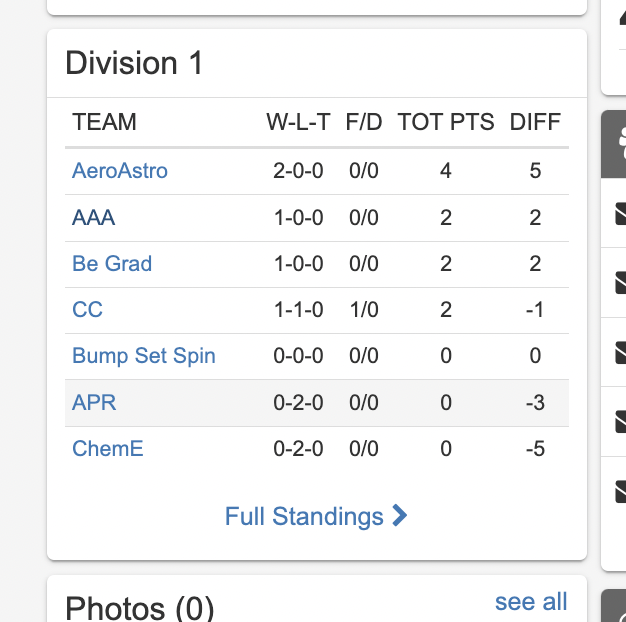 Division 1
TEAM W-L-T F/D TOT PTS DIFF
AeroAstro 2-0-0 0/0 4 5
AAA 1-0-0 0/0 2 2
Be Grad 1-0-0 0/0 2 2
CC 1-1-0 1/0 2 -1
Bump Set Spin 0-0-0 0/0 0 0
APR 0-2-0 0/0 0 -3
ChemE 0-2-0 0/0 0 -5
Full Standings
Photos (0) see all